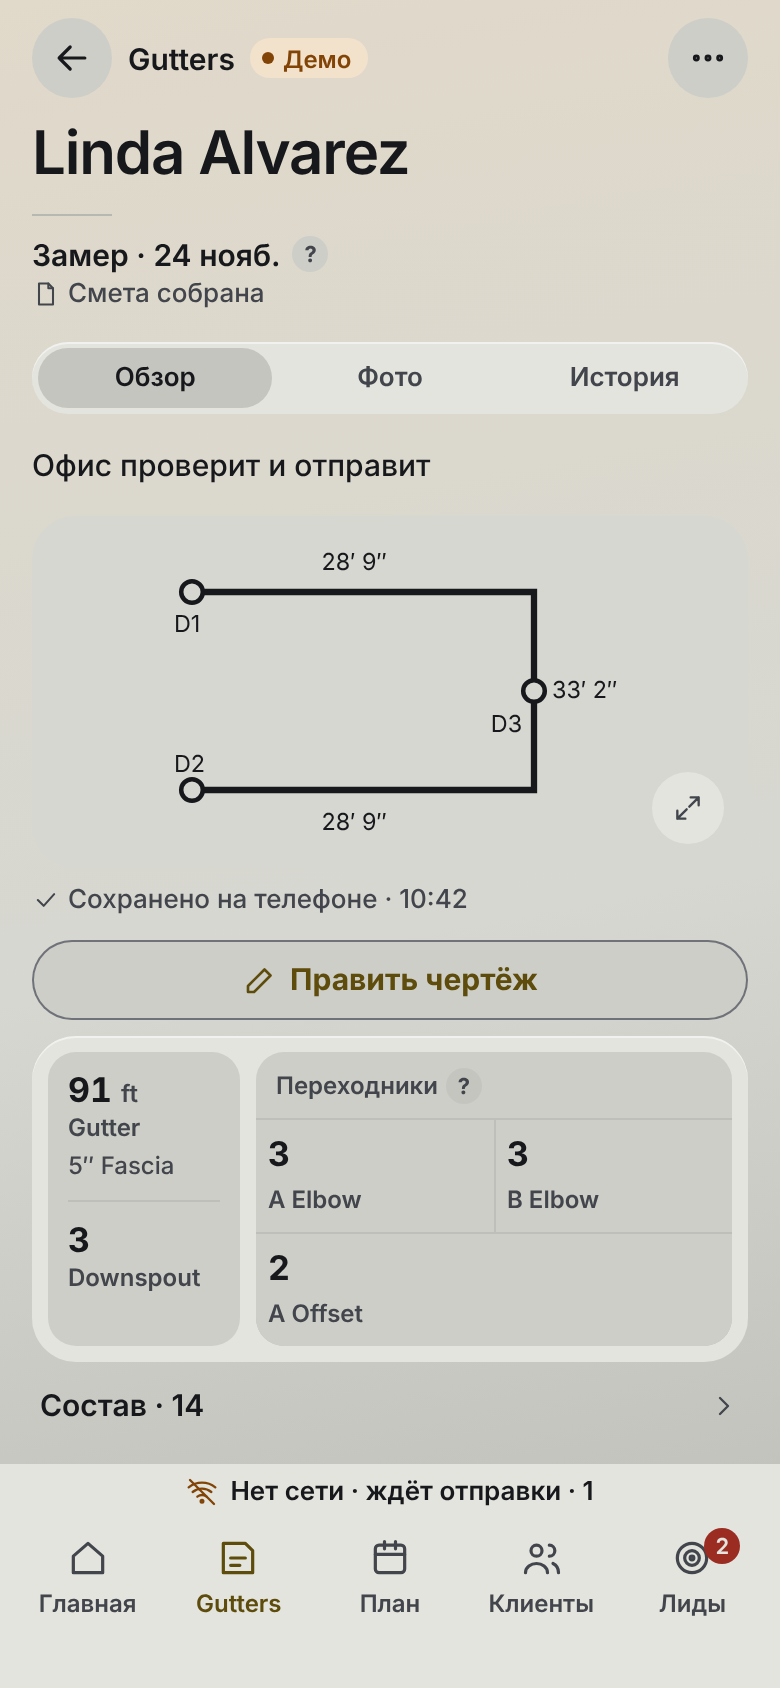 Gutters
Демо
Linda Alvarez
Замер · 24 нояб. ?
Смета собрана
Обзор
Фото
История
Офис проверит и отправит
28′ 9″
D1
33′ 2″
D3
D2
28′ 9″
Сохранено на телефоне · 10:42
Править чертёж
91 ft
Gutter
5″ Fascia
3
Downspout
Переходники ?
3
A Elbow
3
B Elbow
2
A Offset
Состав · 14
Нет сети · ждёт отправки · 1
2
Главная
Gutters
План
Клиенты
Лиды